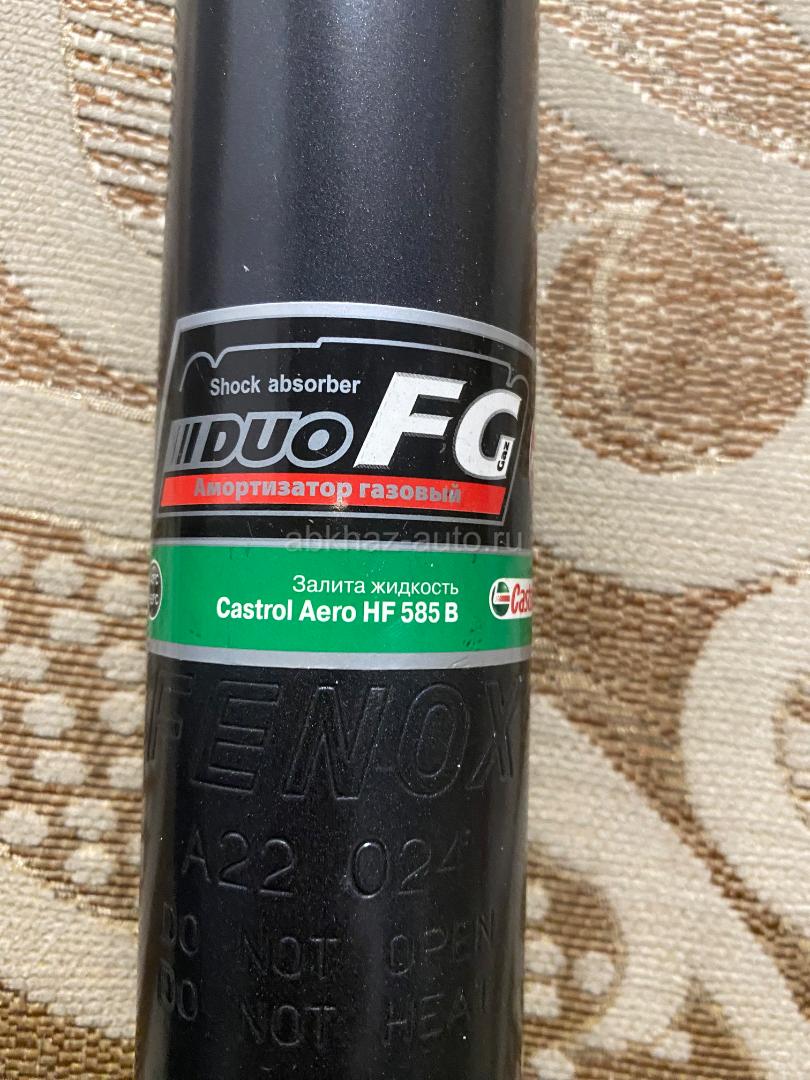 Shock absorber
DUO FG Gaz
Амортизатор газовый
abkhaz-auto.ru
Залита жидкость
Castrol Aero HF 585 B
FENOX
A22 024
DO NOT OPEN
DO NOT HEAT